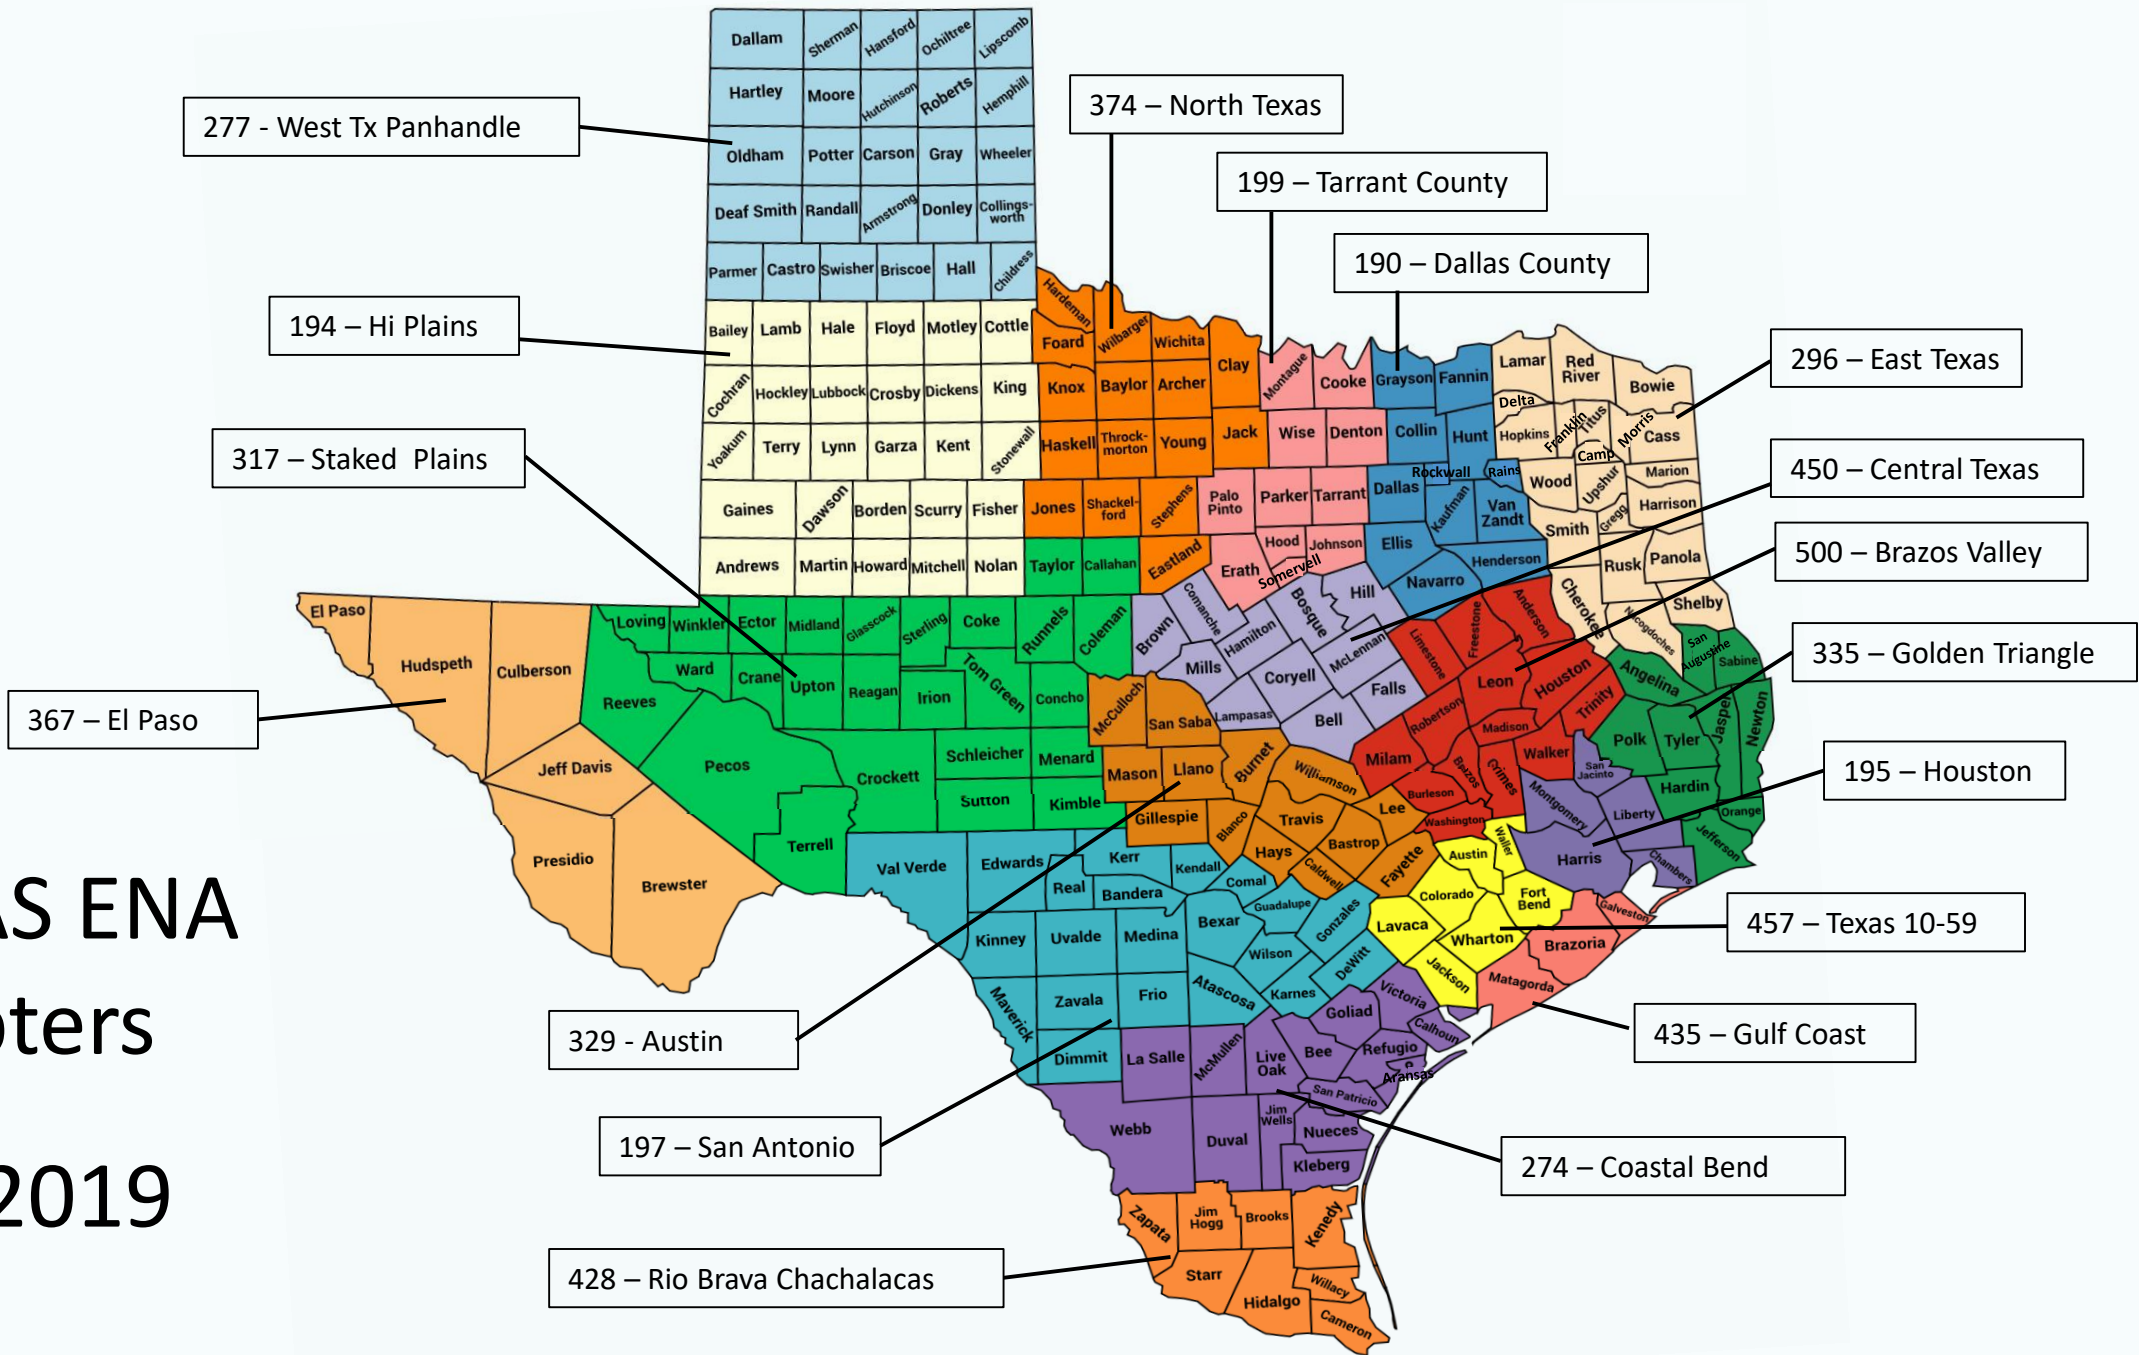 Dallam
Sherman
Hansford
Ochiltree
Lipscomb
Hartley
Moore
Hutchinson
Roberts
Hemphill
277 - West Tx Panhandle
374 – North Texas
Oldham
Potter
Carson
Gray
Wheeler
199 – Tarrant County
Deaf Smith
Randall
Armstrong
Donley
Collings-
worth
190 – Dallas County
Parmer
Castro
Swisher
Briscoe
Hall
Childress
194 – Hi Plains
Bailey
Lamb
Hale
Floyd
Motley
Cottle
Hardeman
Foard
Wilbarger
Wichita
Clay
Montague
Cooke
Grayson
Fannin
Lamar
Red
River
Bowie
296 – East Texas
Cochran
Hockley
Lubbock
Crosby
Dickens
King
Knox
Baylor
Archer
Delta
Hopkins
Franklin
Titus
Morris
Cass
Camp
317 – Staked  Plains
Yoakum
Terry
Lynn
Garza
Kent
Stonewall
Haskell
Throck-
morton
Young
Jack
Wise
Denton
Collin
Hunt
Rockwall
Rains
Wood
Upshur
Marion
Harrison
450 – Central Texas
Gaines
Dawson
Borden
Scurry
Fisher
Jones
Shackel-
ford
Stephens
Palo
Pinto
Parker
Tarrant
Dallas
Kaufman
Van
Zandt
Smith
Gregg
500 – Brazos Valley
Andrews
Martin
Howard
Mitchell
Nolan
Taylor
Callahan
Eastland
Erath
Hood
Johnson
Somervell
Ellis
Henderson
Navarro
Rusk
Panola
Cherokee
Nacogdoches
Shelby
El Paso
Hudspeth
Culberson
Loving
Winkler
Ector
Midland
Glasscock
Sterling
Coke
Runnels
Coleman
Brown
Comanche
Hamilton
Bosque
Hill
McLennan
Limestone
Freestone
Anderson
San
Augustine
Sabine
335 – Golden Triangle
Reeves
Ward
Crane
Upton
Reagan
Irion
Tom Green
Concho
McCulloch
San Saba
Mills
Lampasas
Coryell
Bell
Falls
Robertson
Leon
Houston
Madison
Trinity
Angelina
Polk
Tyler
Jasper
Newton
367 – El Paso
Jeff Davis
Pecos
Crockett
Schleicher
Menard
Mason
Llano
Burnet
Williamson
Milam
Brazos
Grimes
Walker
San
Jacinto
195 – Houston
Presidio
Brewster
Terrell
Sutton
Kimble
Gillespie
Blanco
Travis
Lee
Burleson
Washington
Montgomery
Liberty
Hardin
Orange
Jefferson
Val Verde
Edwards
Kerr
Real
Bandera
Kendall
Comal
Hays
Caldwell
Bastrop
Fayette
Austin
Waller
Harris
Chambers
AS ENA
Kinney
Uvalde
Medina
Bexar
Guadalupe
Gonzales
Wilson
Lavaca
Colorado
Fort
Bend
Wharton
Galveston
Brazoria
457 – Texas 10-59
Maverick
Zavala
Frio
Atascosa
Karnes
DeWitt
Jackson
Matagorda
oters
329 - Austin
Dimmit
La Salle
McMullen
Live
Oak
Bee
Goliad
Victoria
Calhoun
Refugio
Aransas
San Patricio
435 – Gulf Coast
197 – San Antonio
Webb
Duval
Jim
Wells
Nueces
Kleberg
274 – Coastal Bend
2019
Zapata
Jim
Hogg
Brooks
Kenedy
428 – Rio Brava Chachalacas
Starr
Hidalgo
Willacy
Cameron